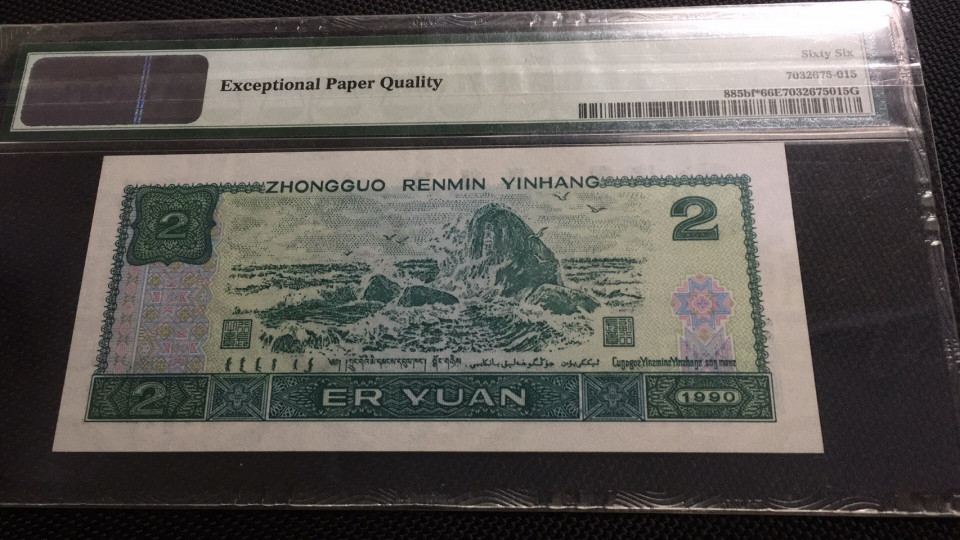 Sixty Six
7032675-015
Exceptional Paper Quality
885bf*66E7032675015G
ZHONGGUO RENMIN YINHANG
2
2
2 ER YUAN 1990